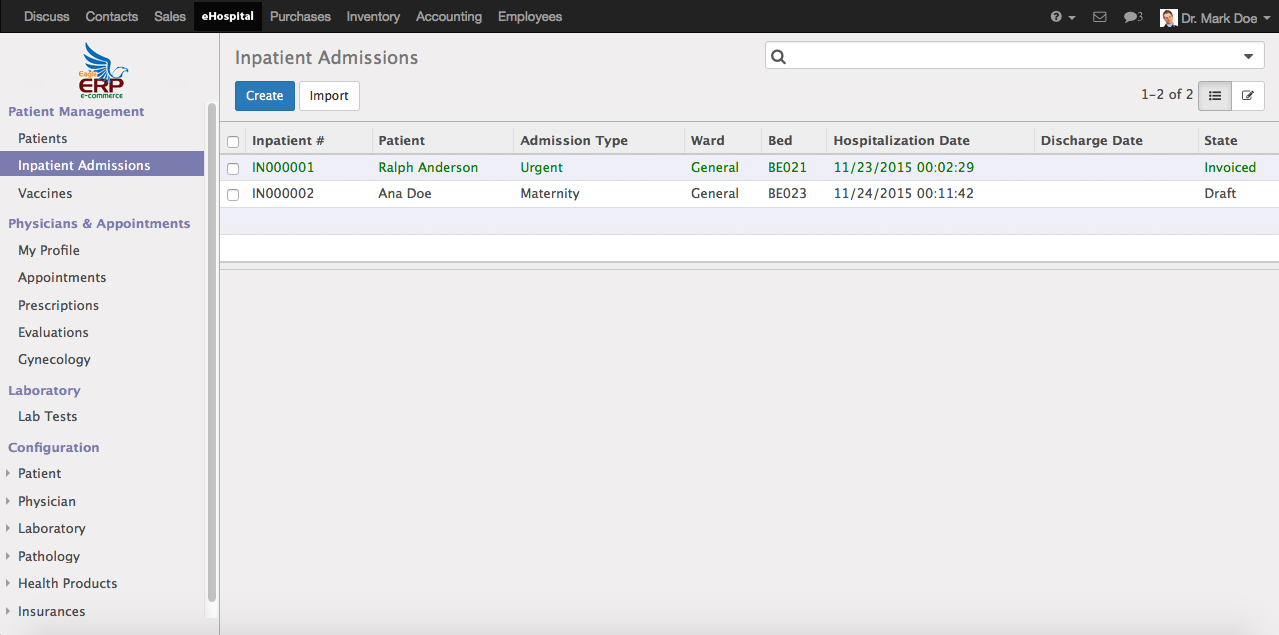 Discuss Contacts Sales eHospital Purchases Inventory Accounting Employees 3 Dr. Mark Doe
Eagle
ERP
e-commerce
Patient Management
Patients
Inpatient Admissions
Vaccines
Physicians & Appointments
My Profile
Appointments
Prescriptions
Evaluations
Gynecology
Laboratory
Lab Tests
Configuration
Patient
Physician
Laboratory
Pathology
Health Products
Insurances
Inpatient Admissions
Create Import 1-2 of 2
Inpatient # Patient Admission Type Ward Bed Hospitalization Date Discharge Date State
IN000001 Ralph Anderson Urgent General BE021 11/23/2015 00:02:29 Invoiced
IN000002 Ana Doe Maternity General BE023 11/24/2015 00:11:42 Draft